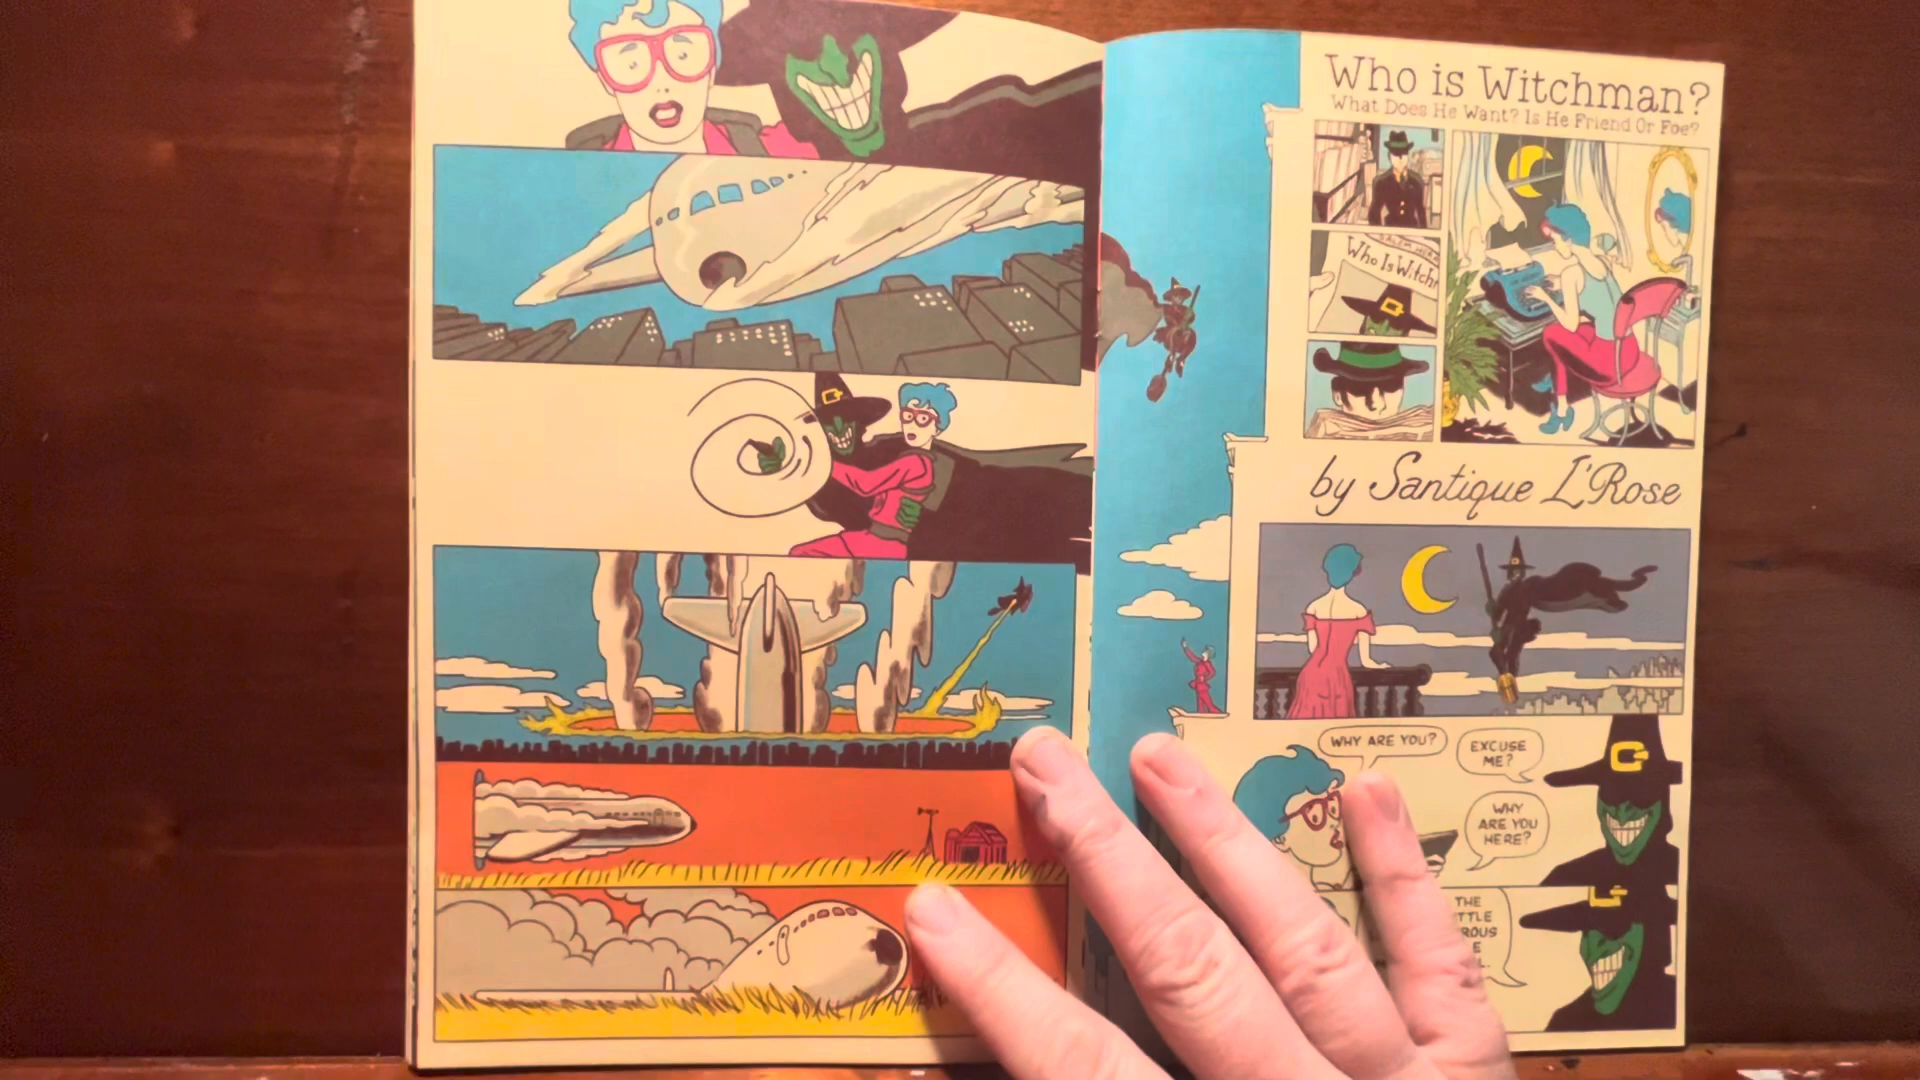 Who is Witchman?
What Does He Want? Is He Friend Or Foe?
SALEM
Who Is Witch
by Santique L'Rose
WHY ARE YOU?
EXCUSE
ME?
WHY
ARE YOU
HERE?
THE